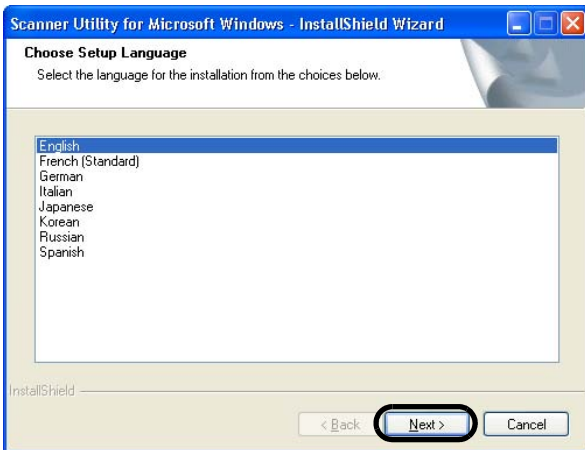 Scanner Utility for Microsoft Windows - InstallShield Wizard
Choose Setup Language
Select the language for the installation from the choices below.
English
French (Standard)
German
Italian
Japanese
Korean
Russian
Spanish
InstallShield
< Back Next > Cancel